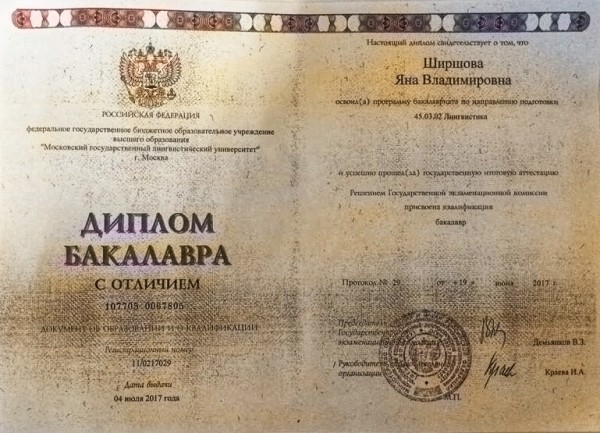 РОССИЙСКАЯ ФЕДЕРАЦИЯ
федеральное государственное бюджетное образовательное учреждение
высшего образования
"Московский государственный лингвистический университет"
г. Москва
ДИПЛОМ
БАКАЛАВРА
С ОТЛИЧИЕМ
107705 0067805
ДОКУМЕНТ ОБ ОБРАЗОВАНИИ И О КВАЛИФИКАЦИИ
Регистрационный номер
11/0217029
Дата выдачи
04 июля 2017 года
Настоящий диплом свидетельствует о том, что
Ширшова
Яна Владимировна
освоил(а) программу бакалавриата по направлению подготовки
45.03.02 Лингвистика
и успешно прошел(ла) государственную итоговую аттестацию
Решением Государственной экзаменационной комиссии
присвоена квалификация
бакалавр
Протокол № 29 от « 19 » июня 2017 г.
Председатель
Государственной
экзаменационной
Демьянков В.З.
Руководитель
организации
Краева И.А.
М.П.